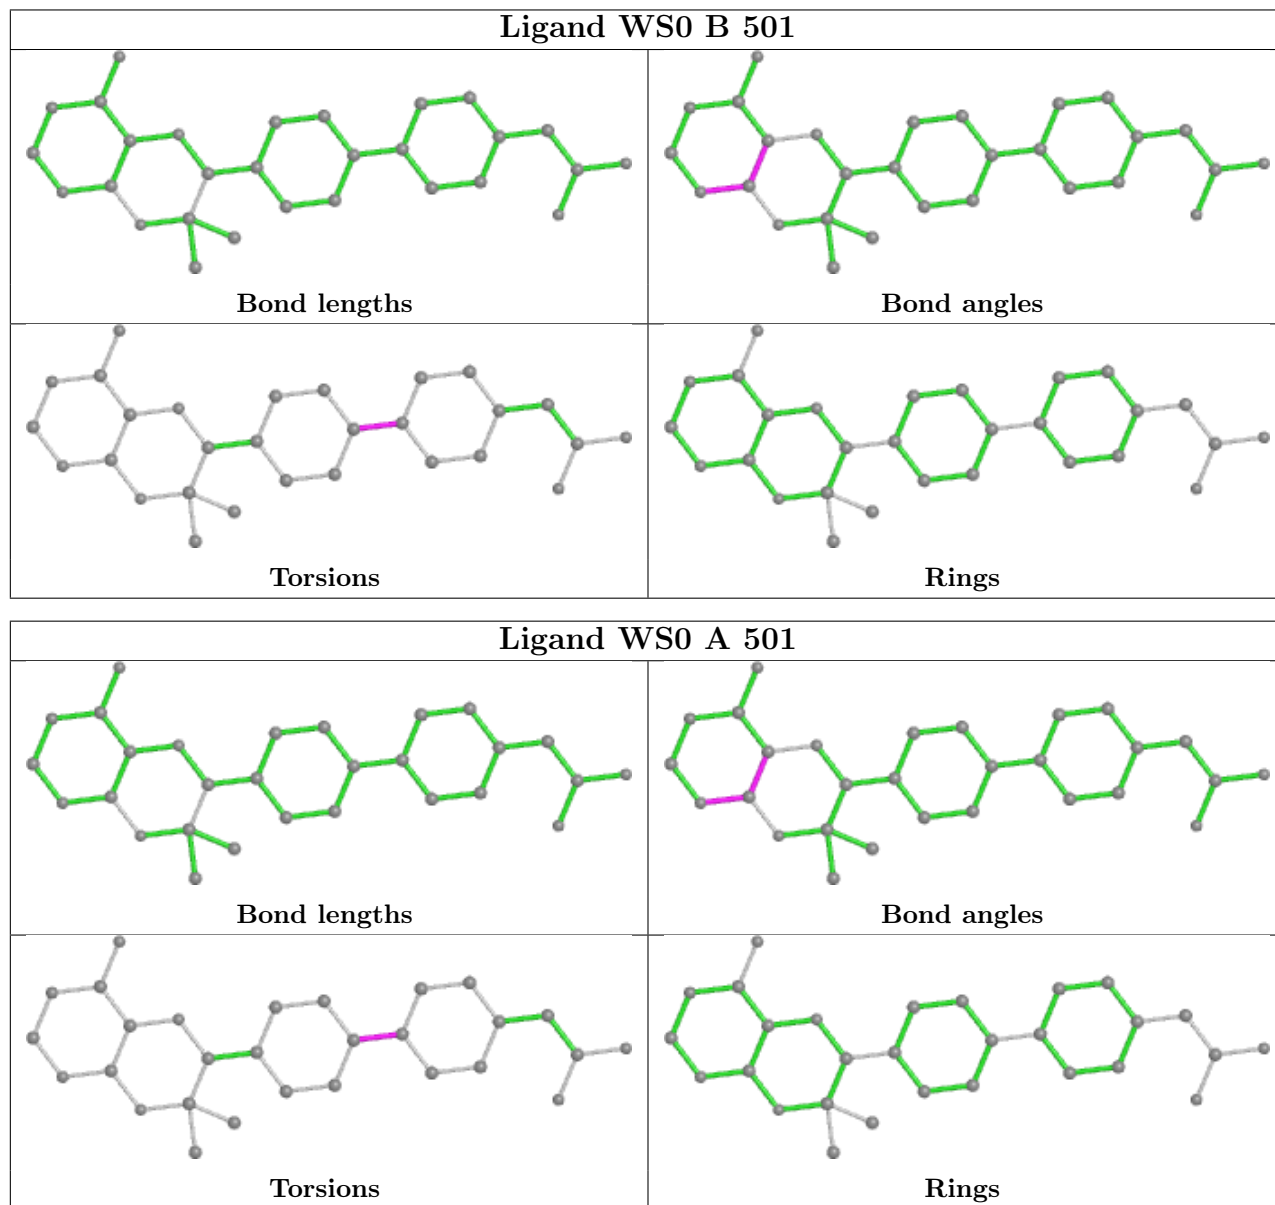 Ligand WS0 B 501
Bond lengths
Bond angles
Torsions
Rings
Ligand WS0 A 501
Bond lengths
Bond angles
Torsions
Rings